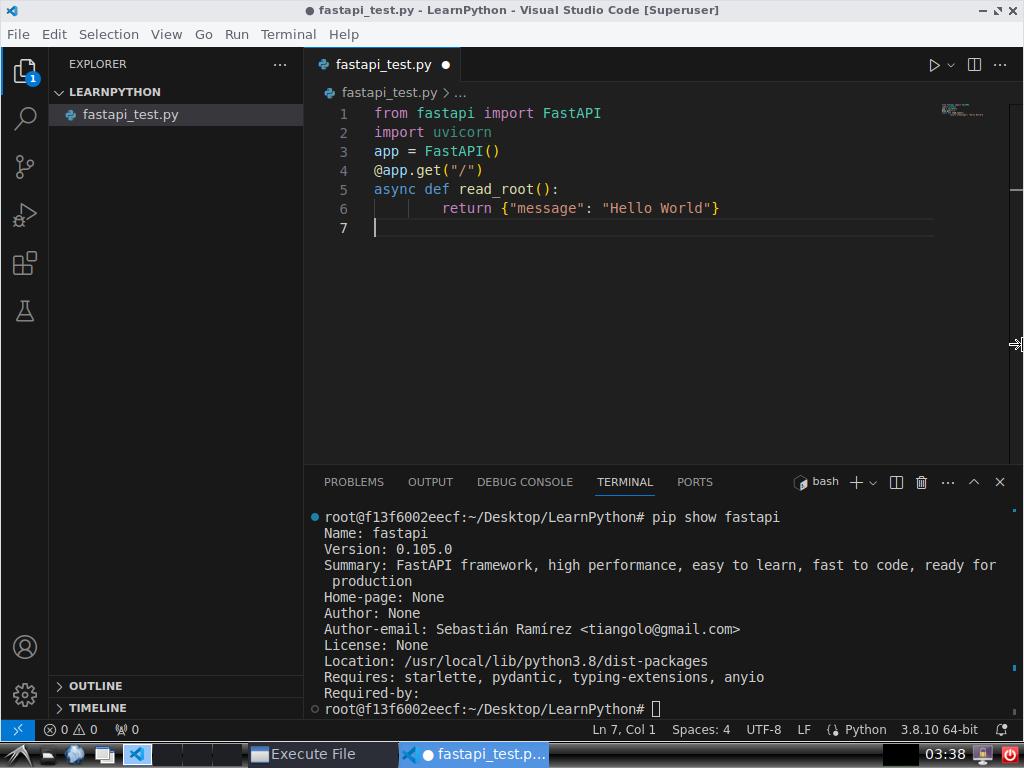 ● fastapi_test.py - LearnPython - Visual Studio Code [Superuser]
File Edit Selection View Go Run Terminal Help
1
EXPLORER
LEARNPYTHON
fastapi_test.py
fastapi_test.py ●
fastapi_test.py > ...
1 from fastapi import FastAPI
2 import uvicorn
3 app = FastAPI()
4 @app.get("/")
5 async def read_root():
6 return {"message": "Hello World"}
7
PROBLEMS OUTPUT DEBUG CONSOLE TERMINAL PORTS
bash
root@f13f6002eecf:~/Desktop/LearnPython# pip show fastapi
Name: fastapi
Version: 0.105.0
Summary: FastAPI framework, high performance, easy to learn, fast to code, ready for
production
Home-page: None
Author: None
Author-email: Sebastián Ramírez <tiangolo@gmail.com>
License: None
Location: /usr/local/lib/python3.8/dist-packages
Requires: starlette, pydantic, typing-extensions, anyio
Required-by:
root@f13f6002eecf:~/Desktop/LearnPython#
OUTLINE
TIMELINE
0 0 0
Ln 7, Col 1 Spaces: 4 UTF-8 LF Python 3.8.10 64-bit
Execute File
● fastapi_test.p...
03:38